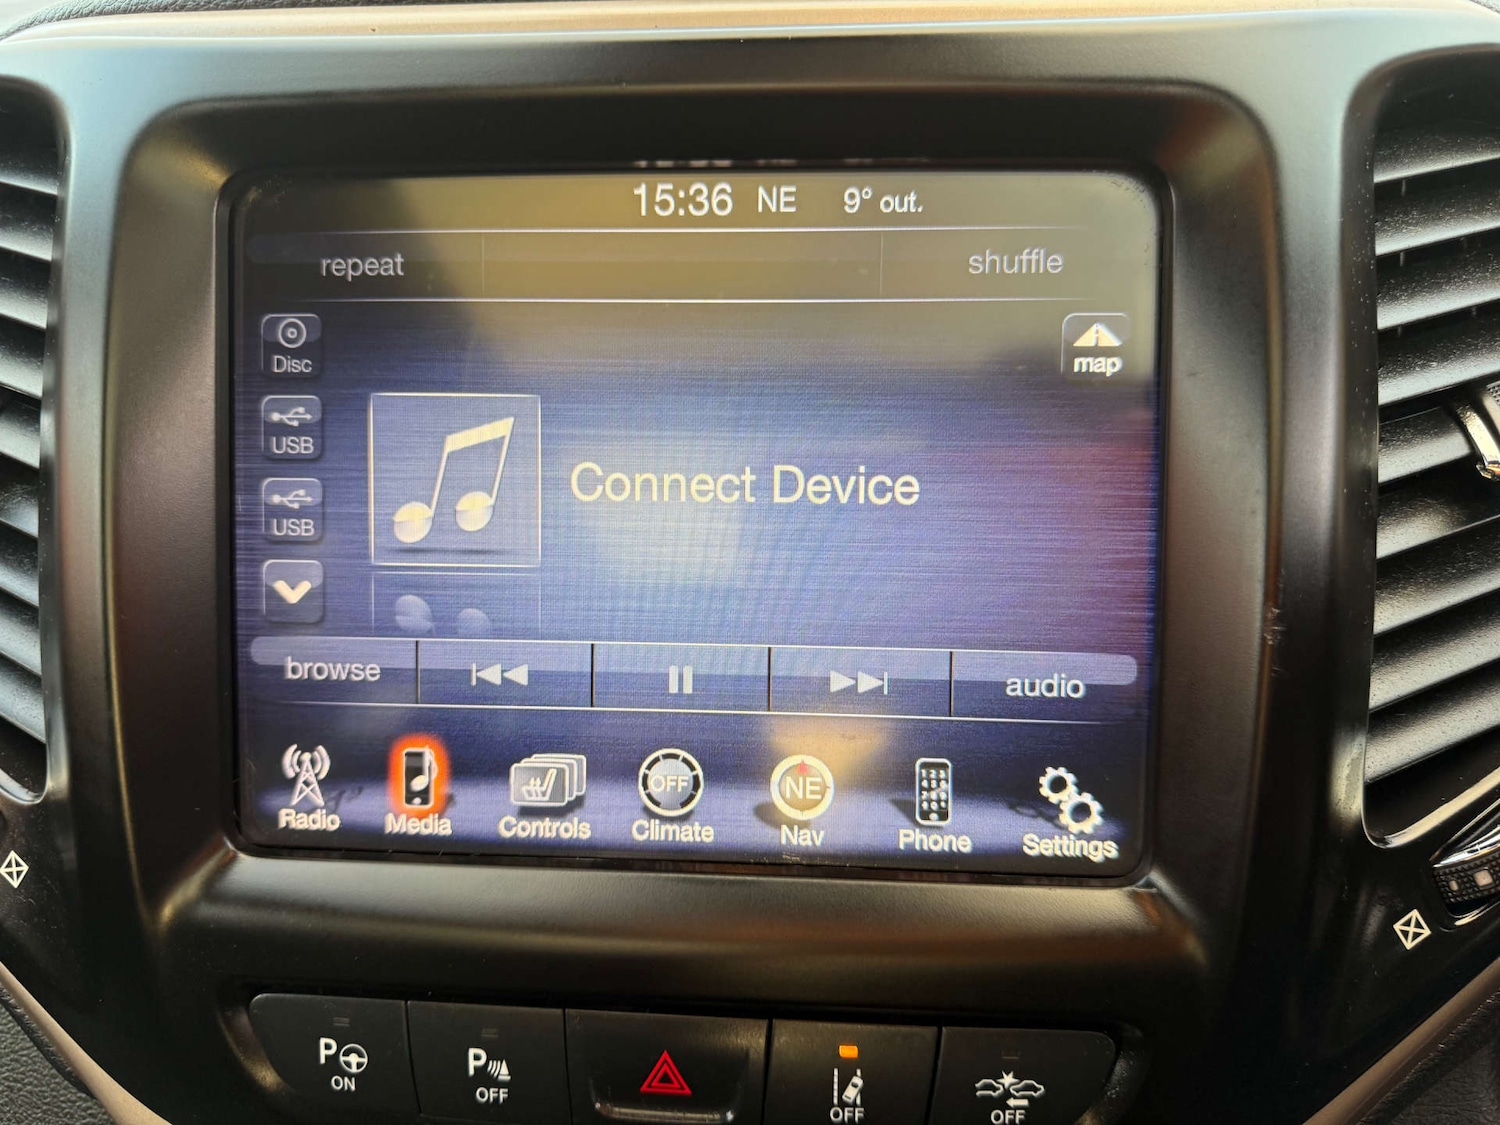 15:36 NE 9° out.
repeat shuffle
Disc
map
USB
Connect Device
USB
browse audio
OFF NE
Radio Media Controls Climate Nav Phone Settings
P ON
P OFF
OFF
OFF